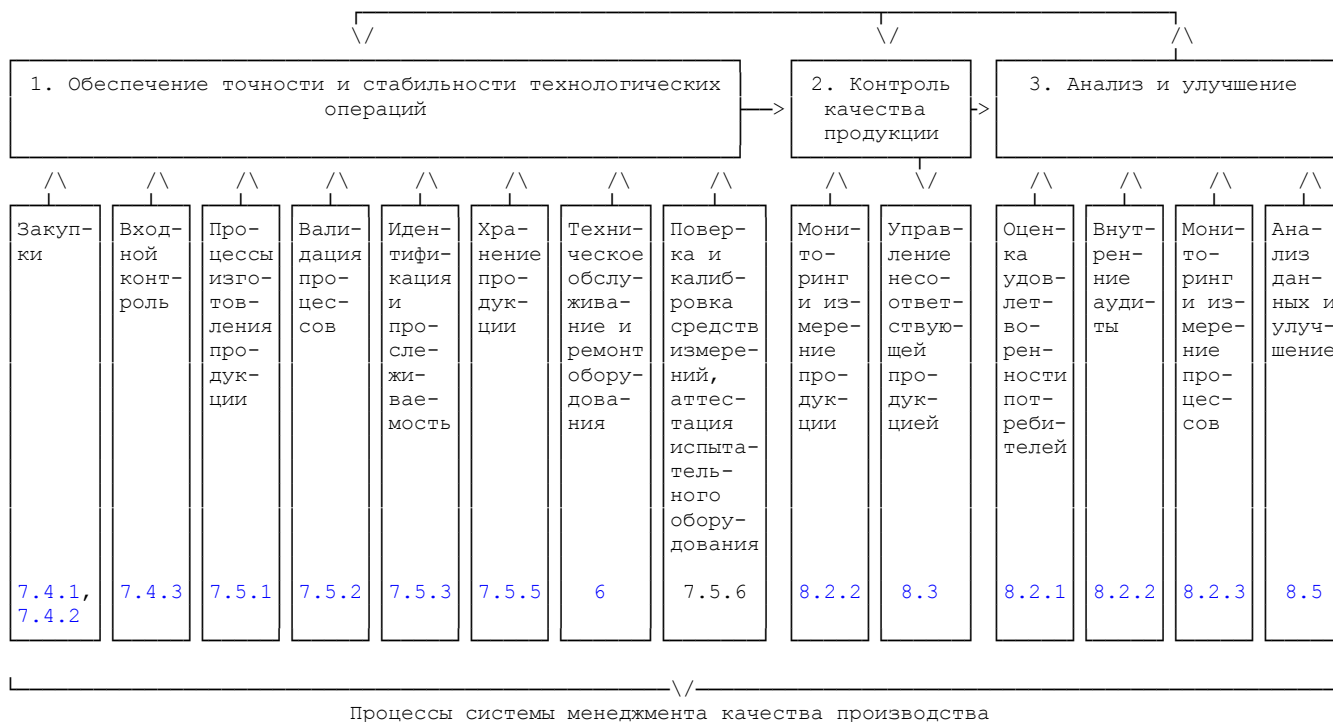 1. Обеспечение точности и стабильности технологических
операций
2. Контроль
качества
продукции
3. Анализ и улучшение
Закуп-
ки
7.4.1,
7.4.2
Вход-
ной
конт-
роль
7.4.3
Про-
цессы
изго-
тов-
ления
про-
дук-
ции
7.5.1
Вали-
дация
про-
цес-
сов
7.5.2
Иден-
тифи-
кация
и
про-
сле-
жи-
вае-
мость
7.5.3
Хра-
нение
про-
дук-
ции
7.5.5
Техни-
ческое
обслу-
жива-
ние и
ремонт
обору-
дова-
ния
6
Повер-
ка и
калиб-
ровка
средств
измере-
ний,
аттес-
тация
испыта-
тель-
ного
обору-
дования
7.5.6
Мони-
то-
ринг
и из-
мере-
ние
про-
дук-
ции
8.2.2
Управ-
ление
несо-
ответ-
ствую-
щей
про-
дук-
цией
8.3
Оцен-
ка
удов-
лет-
во-
рен-
ности
пот-
реби-
телей
8.2.1
Внут-
рен-
ние
ауди-
ты
8.2.2
Мони-
то-
ринг
и из-
мере-
ние
про-
цес-
сов
8.2.3
Ана-
лиз
дан-
ных и
улуч-
шение
8.5
Процессы системы менеджмента качества производства